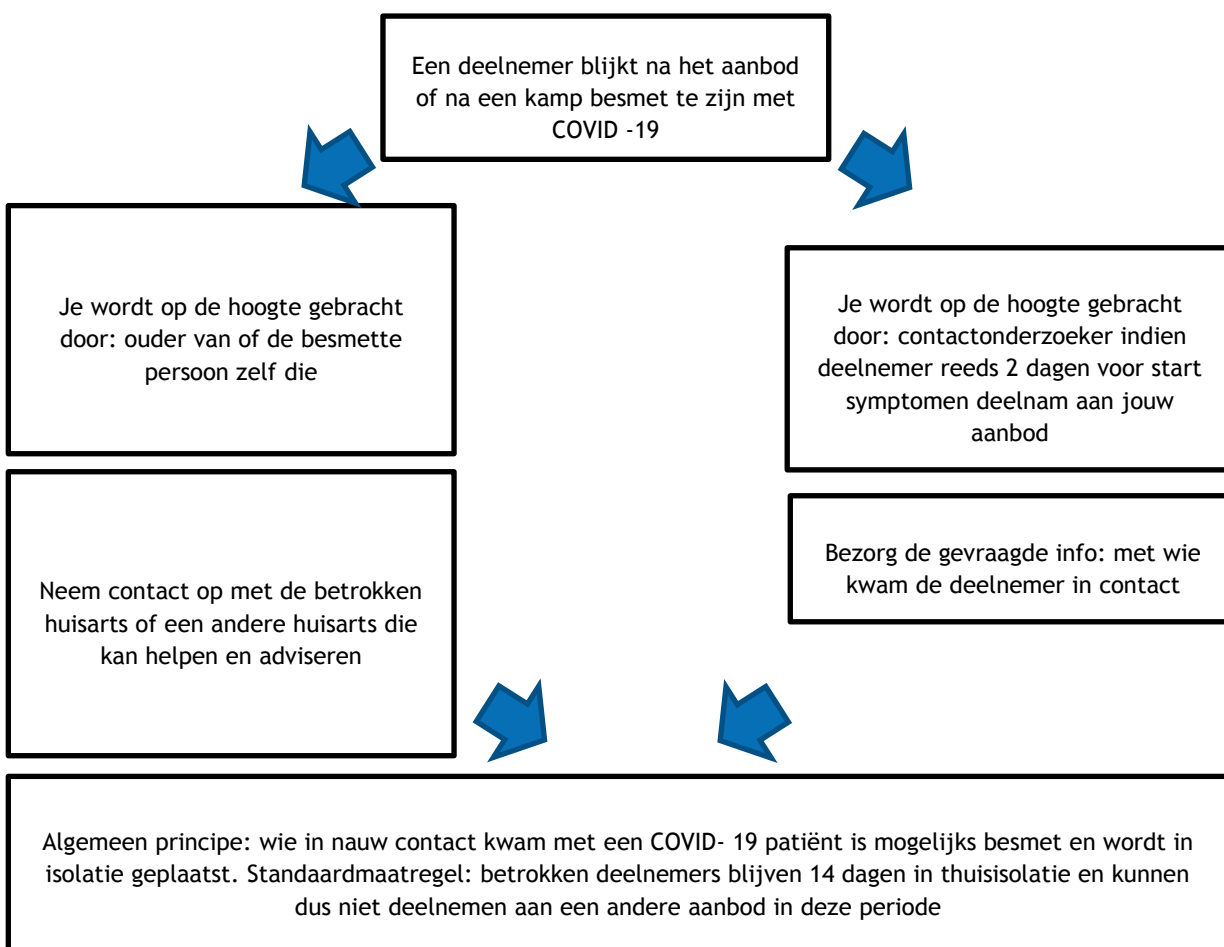 Een deelnemer blijkt na het aanbod
of na een kamp besmet te zijn met
COVID -19
Je wordt op de hoogte gebracht
door: ouder van of de besmette
persoon zelf die
Je wordt op de hoogte gebracht
door: contactonderzoeker indien
deelnemer reeds 2 dagen voor start
symptomen deelnam aan jouw
aanbod
Neem contact op met de betrokken
huisarts of een andere huisarts die
kan helpen en adviseren
Bezorg de gevraagde info: met wie
kwam de deelnemer in contact
Algemeen principe: wie in nauw contact kwam met een COVID- 19 patiënt is mogelijks besmet en wordt in
isolatie geplaatst. Standaardmaatregel: betrokken deelnemers blijven 14 dagen in thuisisolatie en kunnen
dus niet deelnemen aan een andere aanbod in deze periode